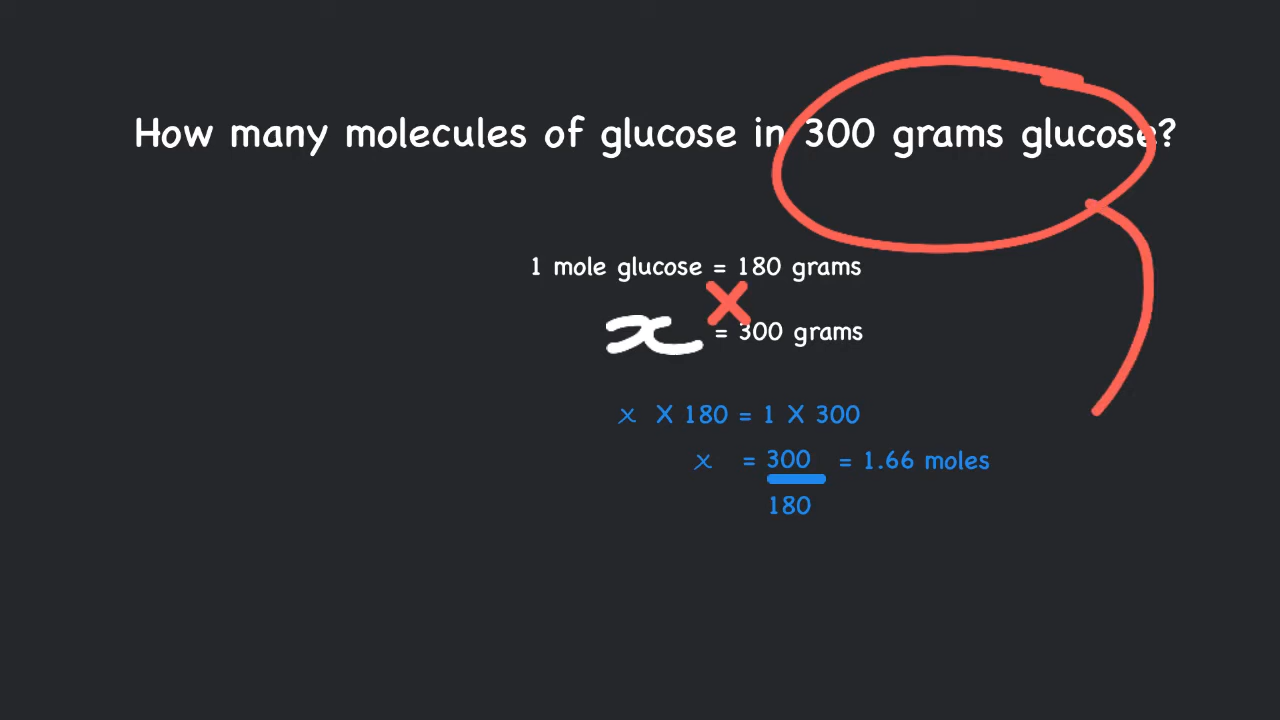 How many molecules of glucose in 300 grams glucose?
1 mole glucose = 180 grams
x = 300 grams
x X 180 = 1 X 300
x = 300 = 1.66 moles
180